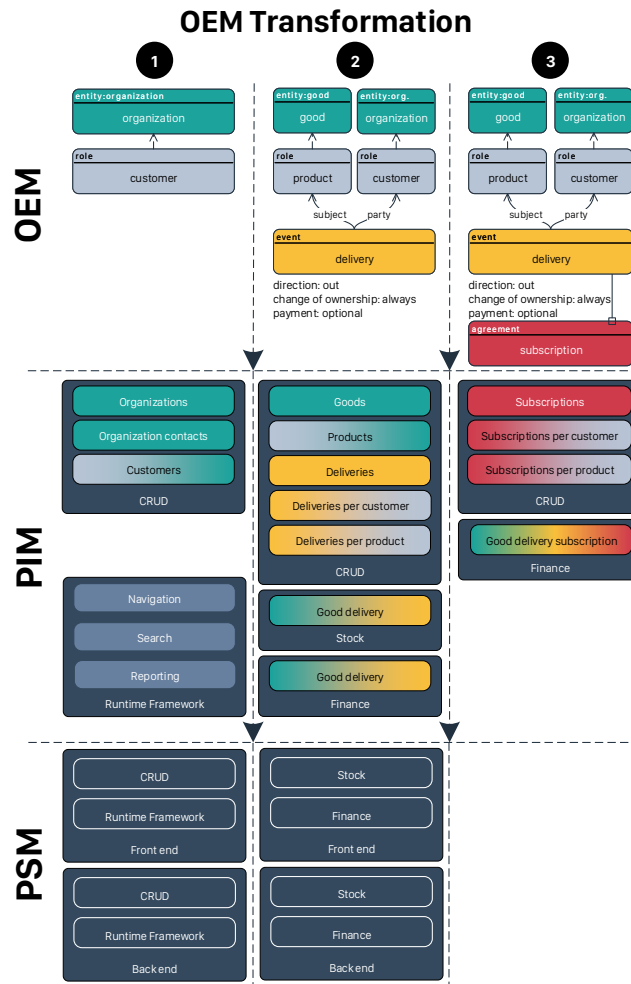 OEM Transformation
1
2
3
OEM
entity:organization
organization
role
customer
entity:good
good
entity:org.
organization
role
product
role
customer
subject
party
event
delivery
direction: out
change of ownership: always
payment: optional
entity:good
good
entity:org.
organization
role
product
role
customer
subject
party
event
delivery
direction: out
change of ownership: always
payment: optional
agreement
subscription
PIM
Organizations
Organization contacts
Customers
CRUD
Navigation
Search
Reporting
Runtime Framework
Goods
Products
Deliveries
Deliveries per customer
Deliveries per product
CRUD
Good delivery
Stock
Good delivery
Finance
Subscriptions
Subscriptions per customer
Subscriptions per product
CRUD
Good delivery subscription
Finance
PSM
CRUD
Runtime Framework
Front end
CRUD
Runtime Framework
Back end
Stock
Finance
Front end
Stock
Finance
Back end